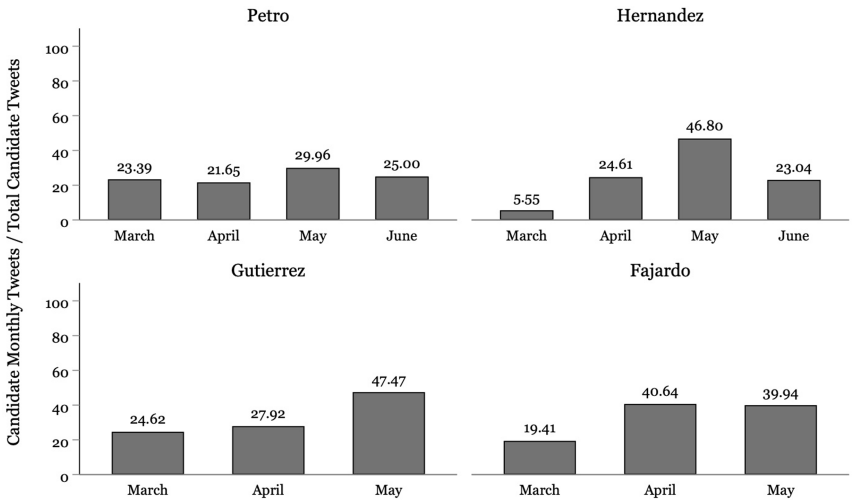 Candidate Monthly Tweets / Total Candidate Tweets
Petro
100
80
60
40
20
0
23.39
21.65
29.96
25.00
March
April
May
June
Hernandez
5.55
24.61
46.80
23.04
March
April
May
June
Gutierrez
100
80
60
40
20
0
24.62
27.92
47.47
March
April
May
Fajardo
19.41
40.64
39.94
March
April
May